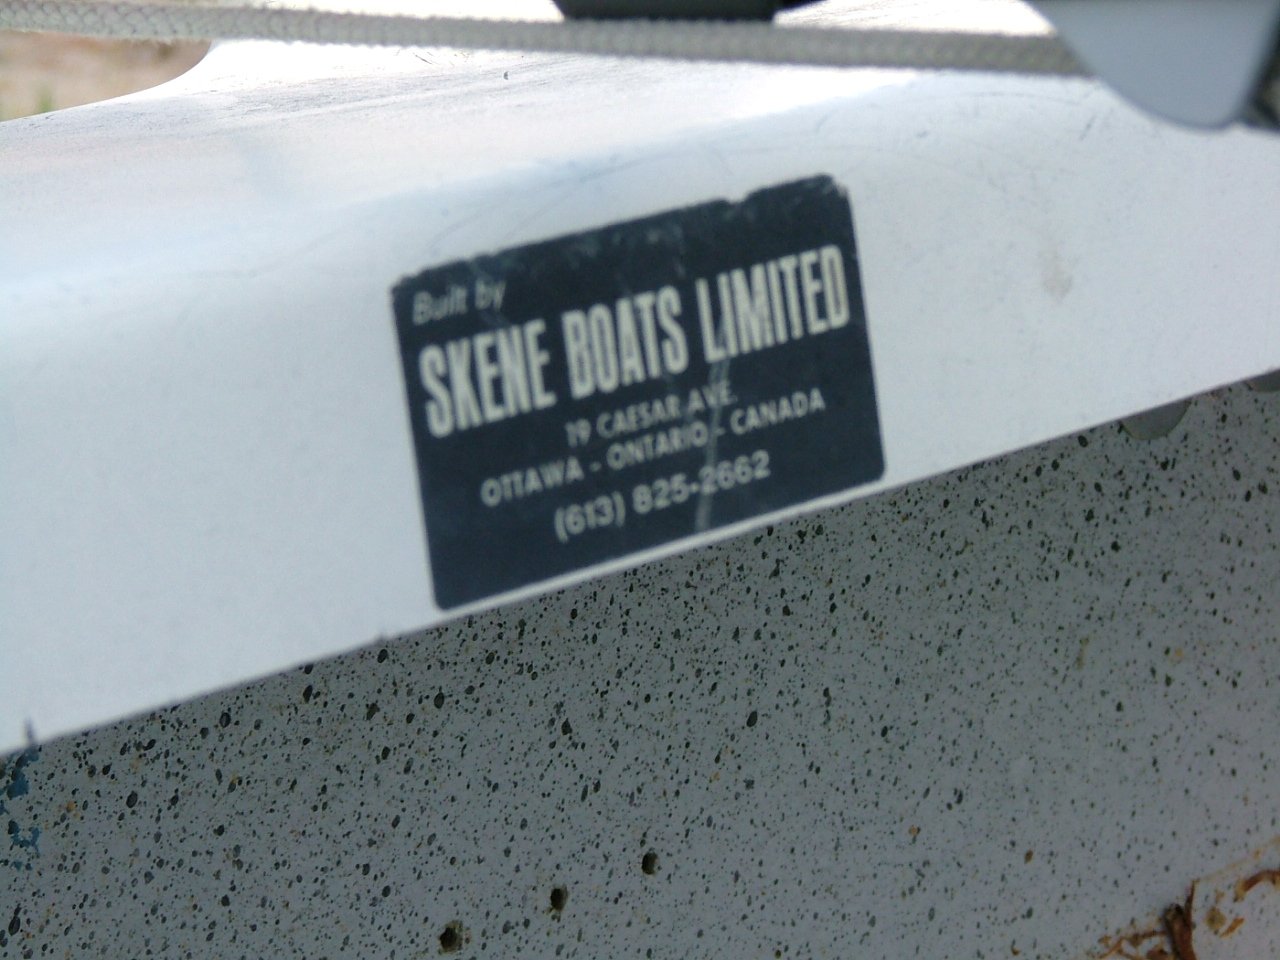 Built by
SKENE BOATS LIMITED
19 CAESAR AVE.
OTTAWA - ONTARIO - CANADA
(613) 825-2662